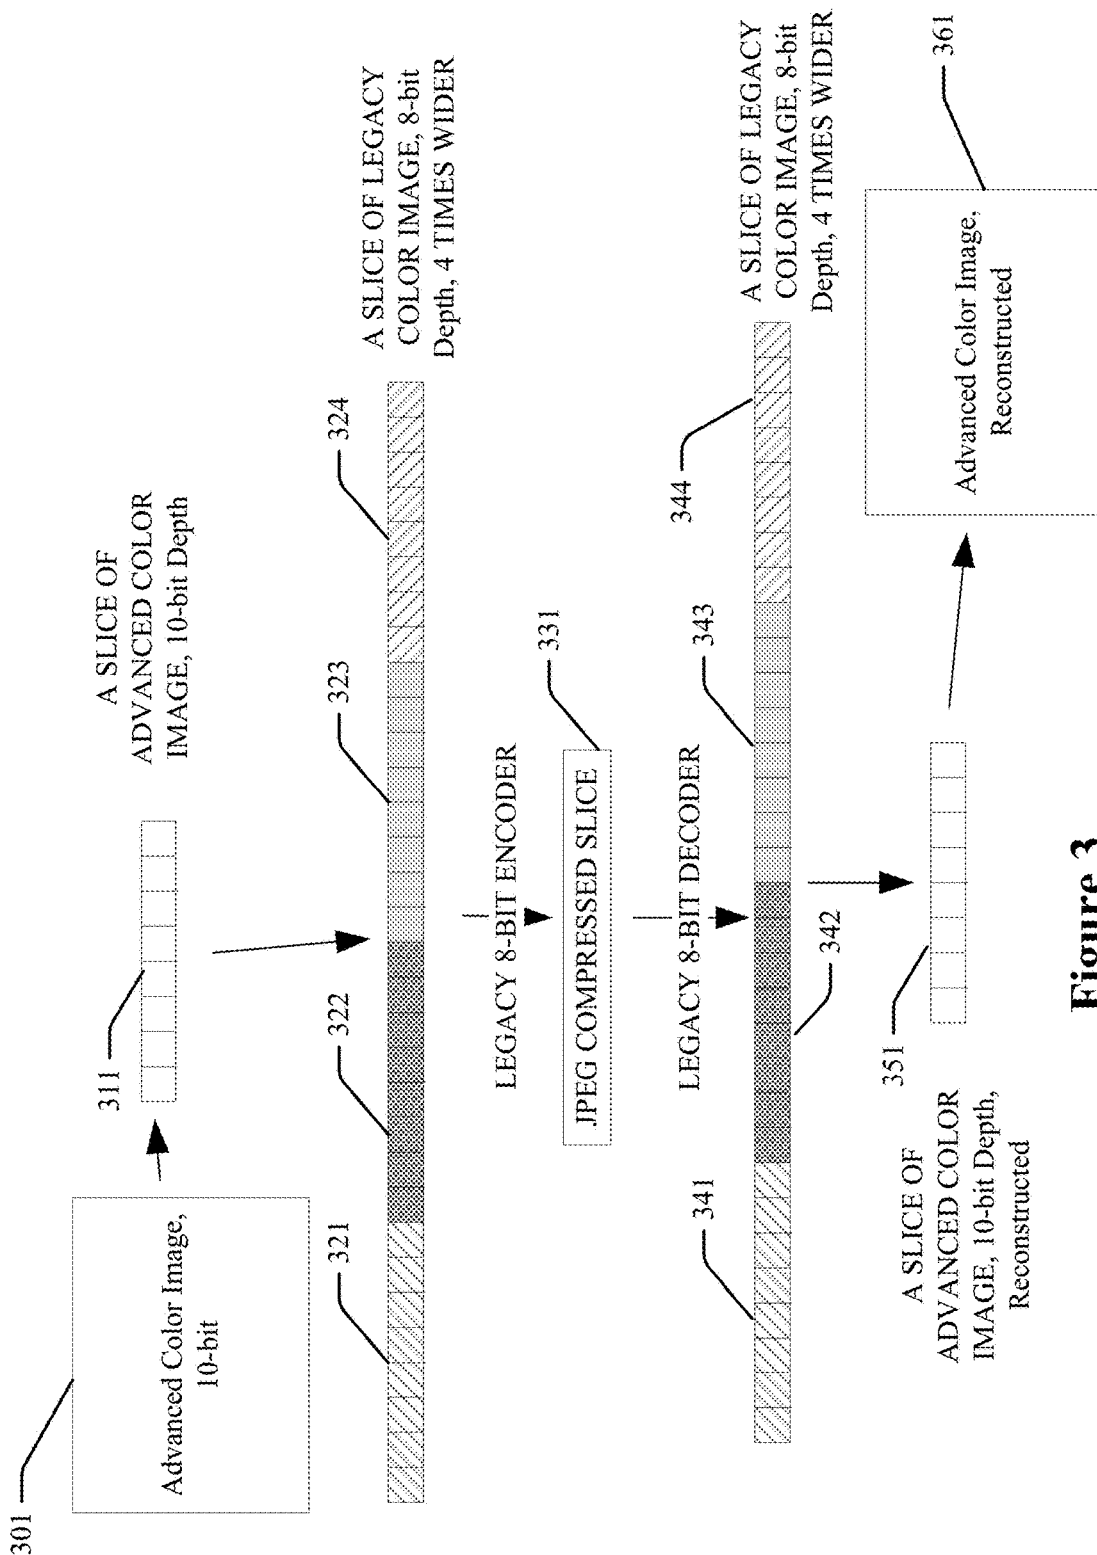 301
Advanced Color Image,
10-bit
311
A SLICE OF
ADVANCED COLOR
IMAGE, 10-bit Depth
321
322
323
324
A SLICE OF LEGACY
COLOR IMAGE, 8-bit
Depth, 4 TIMES WIDER
LEGACY 8-BIT ENCODER
JPEG COMPRESSED SLICE
331
LEGACY 8-BIT DECODER
341
342
343
344
A SLICE OF LEGACY
COLOR IMAGE, 8-bit
Depth, 4 TIMES WIDER
351
A SLICE OF
ADVANCED COLOR
IMAGE, 10-bit Depth,
Reconstructed
361
Advanced Color Image,
Reconstructed
Figure 3